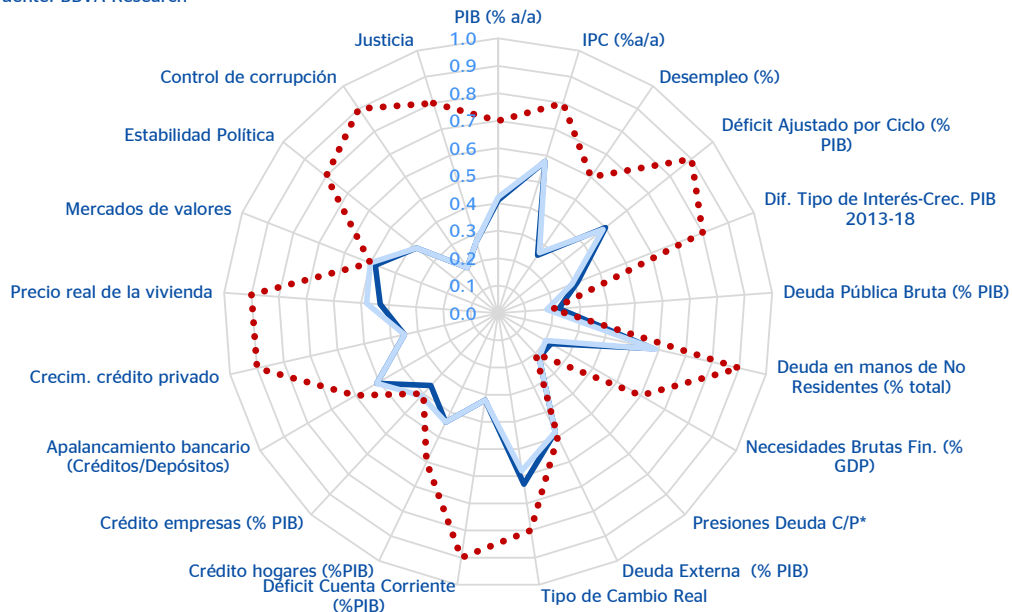 Fuente: BBVA Research
PIB (% a/a)
IPC (%a/a)
Desempleo (%)
Déficit Ajustado por Ciclo (%
PIB)
Dif. Tipo de Interés-Crec. PIB
2013-18
Deuda Pública Bruta (% PIB)
Deuda en manos de No
Residentes (% total)
Necesidades Brutas Fin. (%
GDP)
Presiones Deuda C/P*
Deuda Externa (% PIB)
Tipo de Cambio Real
Déficit Cuenta Corriente
(%PIB)
Crédito hogares (%PIB)
Crédito empresas (% PIB)
Apalancamiento bancario
(Créditos/Depósitos)
Crecim. crédito privado
Precio real de la vivienda
Mercados de valores
Estabilidad Política
Control de corrupción
Justicia
1.0
0.9
0.8
0.7
0.6
0.5
0.4
0.3
0.2
0.1
0.0